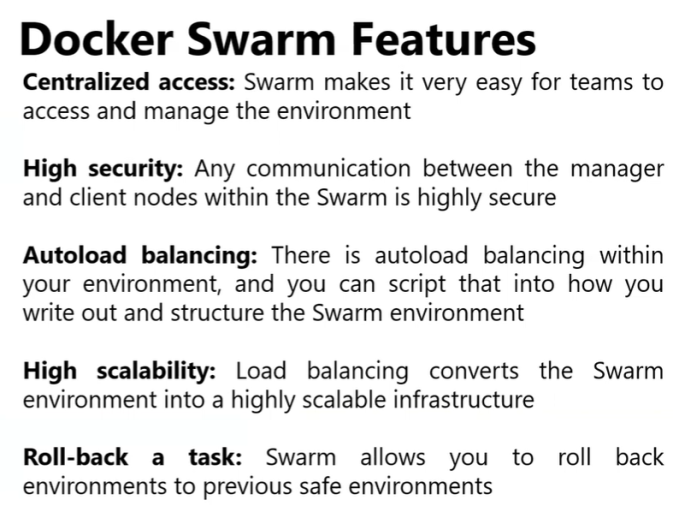 Docker Swarm Features
Centralized access: Swarm makes it very easy for teams to
access and manage the environment
High security: Any communication between the manager
and client nodes within the Swarm is highly secure
Autoload balancing: There is autoload balancing within
your environment, and you can script that into how you
write out and structure the Swarm environment
High scalability: Load balancing converts the Swarm
environment into a highly scalable infrastructure
Roll-back a task: Swarm allows you to roll back
environments to previous safe environments